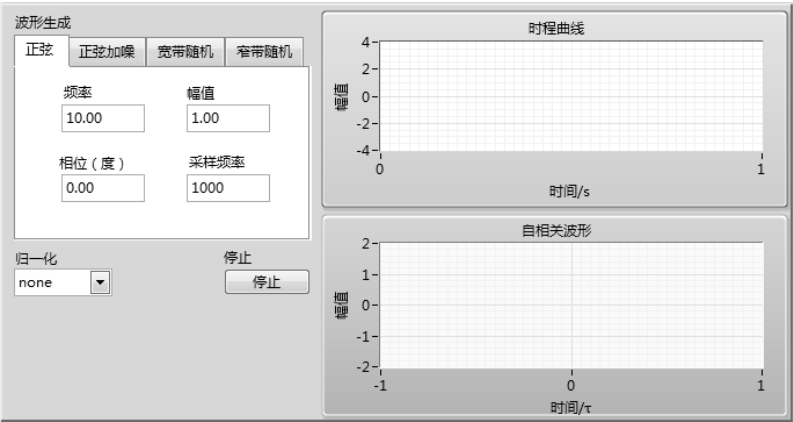 波形生成
正弦 正弦加噪 宽带随机 窄带随机
频率 幅值
10.00 1.00
相位（度） 采样频率
0.00 1000
归一化 停止
none 停止
时程曲线
4
2
0
-2
-4
幅值
0 1
时间/s
自相关波形
2
1
0
-1
-2
幅值
-1 0 1
时间/τ